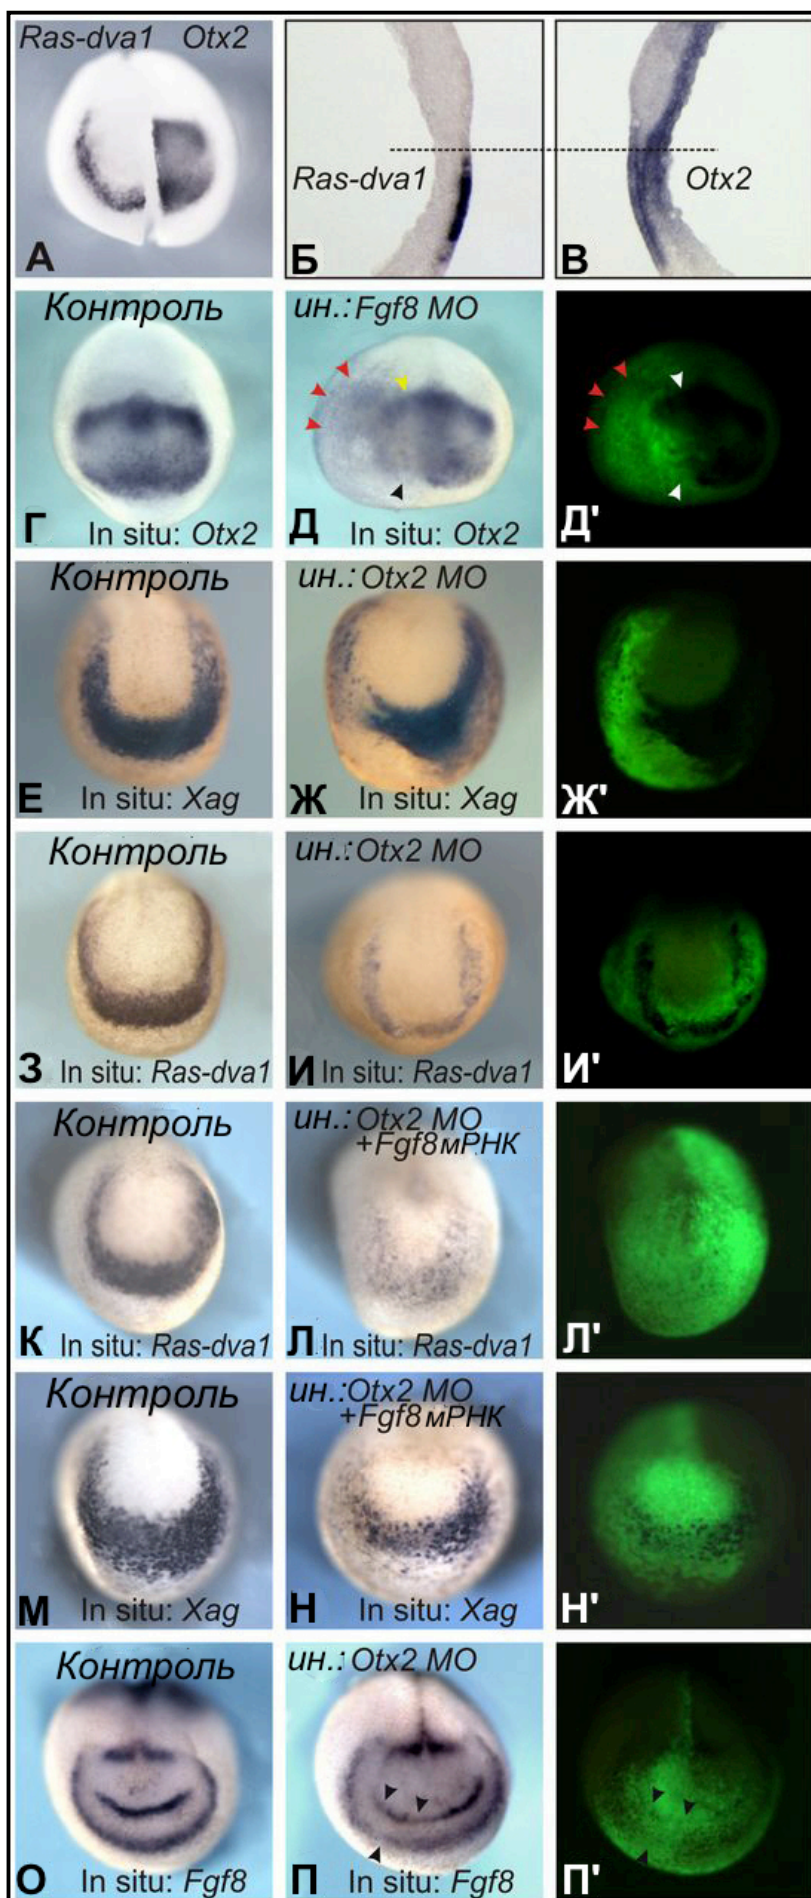 Ras-dva1 Otx2
А
Ras-dva1
Б
Otx2
В
Контроль
Г In situ: Otx2
ин.: Fgf8 MO
Д In situ: Otx2
Д'
Контроль
Е In situ: Xag
ин.: Otx2 MO
Ж In situ: Xag
Ж'
Контроль
З In situ: Ras-dva1
ин.: Otx2 MO
И In situ: Ras-dva1
И'
Контроль
К In situ: Ras-dva1
ин.: Otx2 MO
+Fgf8 мРНК
Л In situ: Ras-dva1
Л'
Контроль
М In situ: Xag
ин.: Otx2 MO
+Fgf8 мРНК
Н In situ: Xag
Н'
Контроль
О In situ: Fgf8
ин.: Otx2 MO
П In situ: Fgf8
П'